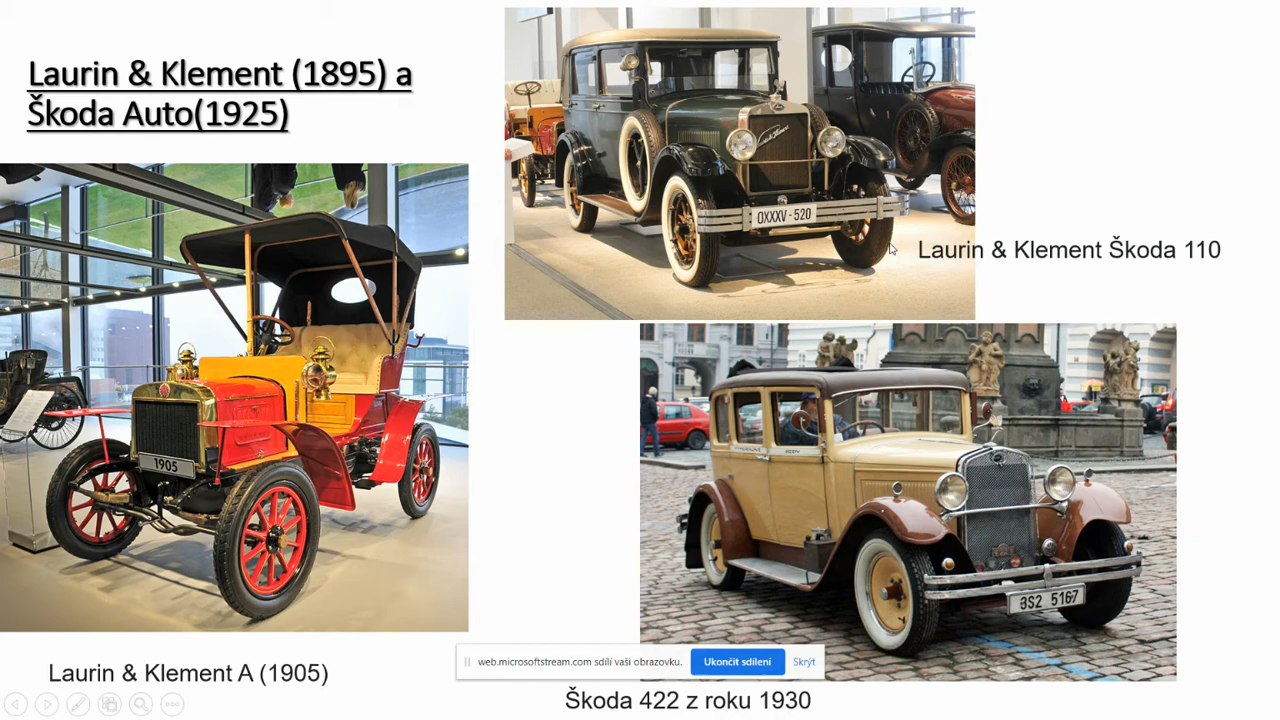 Laurin & Klement (1895) a
Škoda Auto(1925)
OXXXV - 520
Laurin & Klement Škoda 110
1905
3S2 5167
web.microsoftstream.com sdílí vaši obrazovku.
Ukončit sdílení
Skrýt
Laurin & Klement A (1905)
Škoda 422 z roku 1930